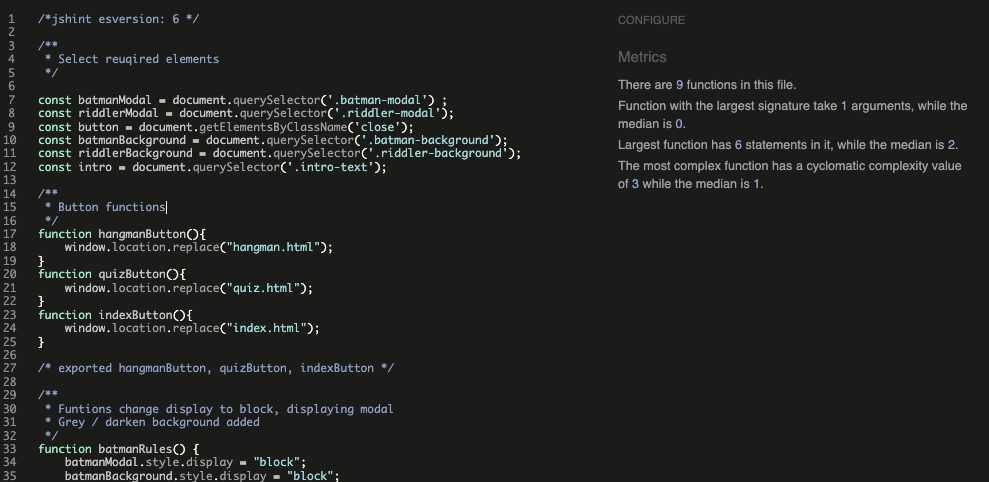 1 /*jshint esversion: 6 */
2
3 /**
4 * Select reuqired elements
5 */
6
7 const batmanModal = document.querySelector('.batman-modal') ;
8 const riddlerModal = document.querySelector('.riddler-modal');
9 const button = document.getElementsByClassName('close');
10 const batmanBackground = document.querySelector('.batman-background');
11 const riddlerBackground = document.querySelector('.riddler-background');
12 const intro = document.querySelector('.intro-text');
13
14 /**
15 * Button functions
16 */
17 function hangmanButton(){
18 window.location.replace("hangman.html");
19 }
20 function quizButton(){
21 window.location.replace("quiz.html");
22 }
23 function indexButton(){
24 window.location.replace("index.html");
25 }
26
27 /* exported hangmanButton, quizButton, indexButton */
28
29 /**
30 * Funtions change display to block, displaying modal
31 * Grey / darken background added
32 */
33 function batmanRules() {
34 batmanModal.style.display = "block";
35 batmanBackground.style.display = "block";
CONFIGURE
Metrics
There are 9 functions in this file.
Function with the largest signature take 1 arguments, while the
median is 0.
Largest function has 6 statements in it, while the median is 2.
The most complex function has a cyclomatic complexity value
of 3 while the median is 1.